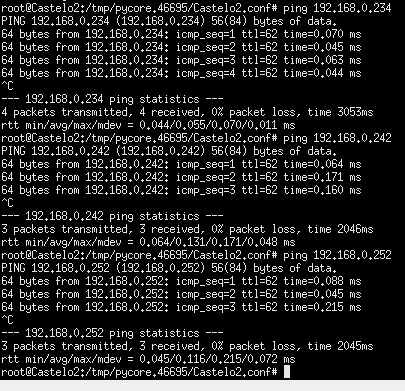 root@Castelo2:/tmp/pycore.46695/Castelo2.conf# ping 192.168.0.234
PING 192.168.0.234 (192.168.0.234) 56(84) bytes of data.
64 bytes from 192.168.0.234: icmp_seq=1 ttl=62 time=0.070 ms
64 bytes from 192.168.0.234: icmp_seq=2 ttl=62 time=0.045 ms
64 bytes from 192.168.0.234: icmp_seq=3 ttl=62 time=0.063 ms
64 bytes from 192.168.0.234: icmp_seq=4 ttl=62 time=0.044 ms
^C
--- 192.168.0.234 ping statistics ---
4 packets transmitted, 4 received, 0% packet loss, time 3053ms
rtt min/avg/max/mdev = 0.044/0.055/0.070/0.011 ms
root@Castelo2:/tmp/pycore.46695/Castelo2.conf# ping 192.168.0.242
PING 192.168.0.242 (192.168.0.242) 56(84) bytes of data.
64 bytes from 192.168.0.242: icmp_seq=1 ttl=62 time=0.064 ms
64 bytes from 192.168.0.242: icmp_seq=2 ttl=62 time=0.171 ms
64 bytes from 192.168.0.242: icmp_seq=3 ttl=62 time=0.160 ms
^C
--- 192.168.0.242 ping statistics ---
3 packets transmitted, 3 received, 0% packet loss, time 2046ms
rtt min/avg/max/mdev = 0.064/0.131/0.171/0.048 ms
root@Castelo2:/tmp/pycore.46695/Castelo2.conf# ping 192.168.0.252
PING 192.168.0.252 (192.168.0.252) 56(84) bytes of data.
64 bytes from 192.168.0.252: icmp_seq=1 ttl=62 time=0.088 ms
64 bytes from 192.168.0.252: icmp_seq=2 ttl=62 time=0.045 ms
64 bytes from 192.168.0.252: icmp_seq=3 ttl=62 time=0.215 ms
^C
--- 192.168.0.252 ping statistics ---
3 packets transmitted, 3 received, 0% packet loss, time 2045ms
rtt min/avg/max/mdev = 0.045/0.116/0.215/0.072 ms
root@Castelo2:/tmp/pycore.46695/Castelo2.conf#